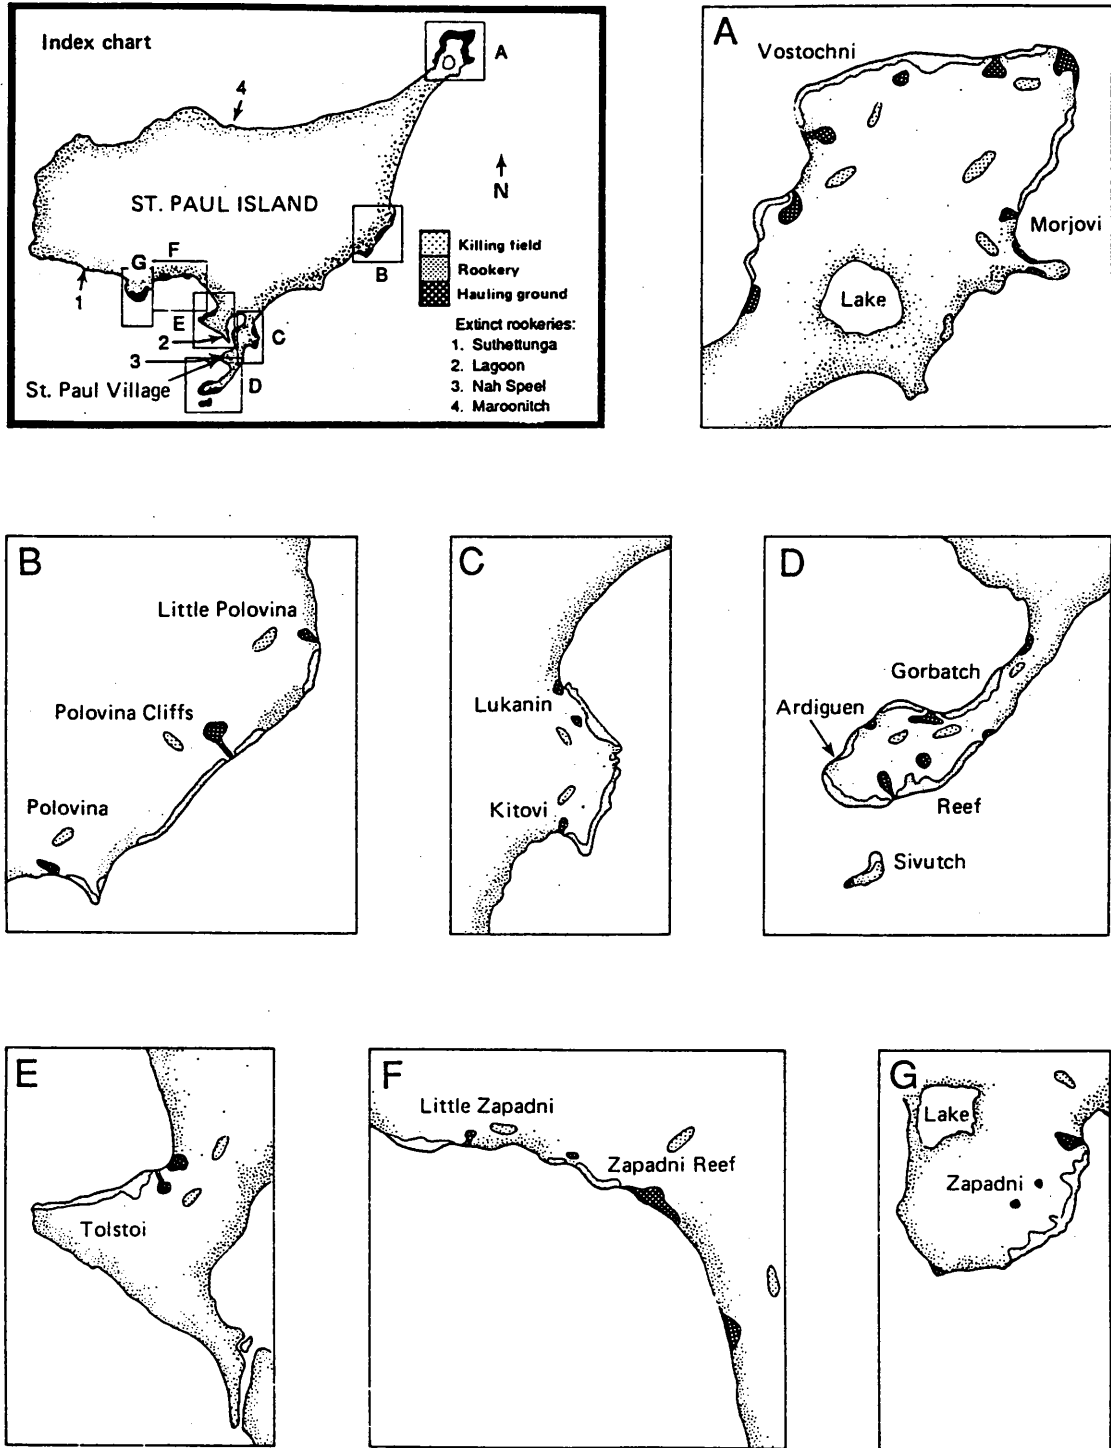 Index chart
A
4
ST. PAUL ISLAND
N
G
F
B
1
E
2
C
3
St. Paul Village
D
Killing field
Rookery
Hauling ground
Extinct rookeries:
1. Suthettunga
2. Lagoon
3. Nah Speel
4. Maroonitch
A
Vostochni
Morjovi
Lake
B
Little Polovina
Polovina Cliffs
Polovina
C
Lukanin
Kitovi
D
Gorbatch
Ardiguen
Reef
Sivutch
E
Tolstoi
F
Little Zapadni
Zapadni Reef
G
Lake
Zapadni